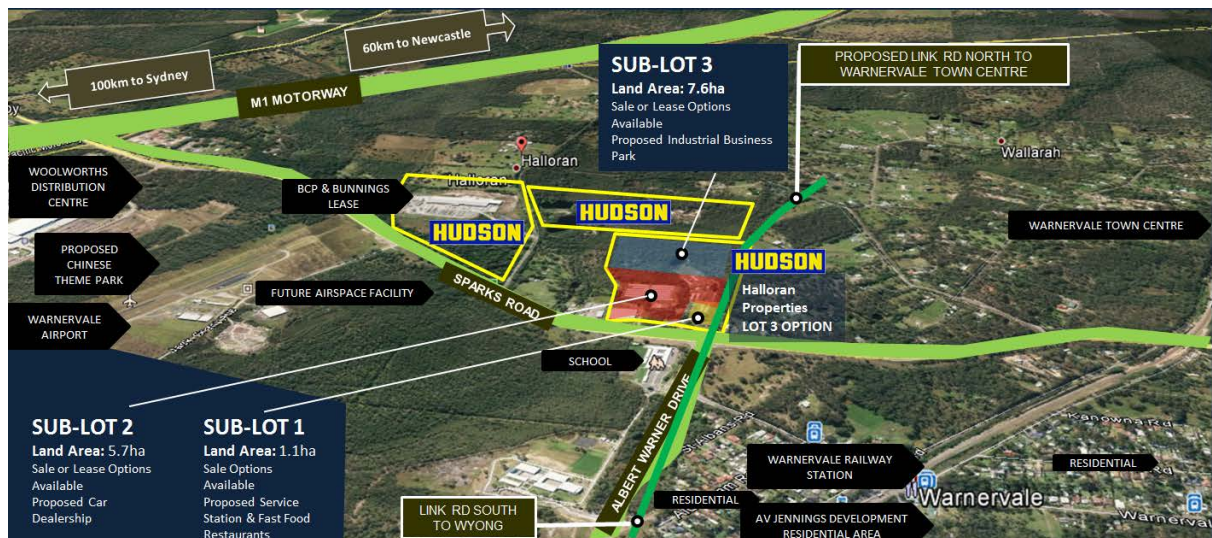 60km to Newcastle
100km to Sydney
M1 MOTORWAY
SUB-LOT 3
Land Area: 7.6ha
Sale or Lease Options
Available
Proposed Industrial Business
Park
PROPOSED LINK RD NORTH TO
WARNERVALE TOWN CENTRE
Wallarah
Halloran
Halloran
WOOLWORTHS
DISTRIBUTION
CENTRE
BCP & BUNNINGS
LEASE
HUDSON
HUDSON
HUDSON
WARNERVALE TOWN CENTRE
PROPOSED
CHINESE
THEME PARK
FUTURE AIRSPACE FACILITY
SPARKS ROAD
Halloran
Properties
LOT 3 OPTION
WARNERVALE
AIRPORT
SCHOOL
ALBERT WARNER DRIVE
St Albans Rd
Kanowna Rd
SUB-LOT 2
Land Area: 5.7ha
Sale or Lease Options
Available
Proposed Car
Dealership
SUB-LOT 1
Land Area: 1.1ha
Sale Options
Available
Proposed Service
Station & Fast Food
Restaurants
LINK RD SOUTH
TO WYONG
RESIDENTIAL
WARNERVALE RAILWAY
STATION
RESIDENTIAL
Warnervale
AV JENNINGS DEVELOPMENT
RESIDENTIAL AREA